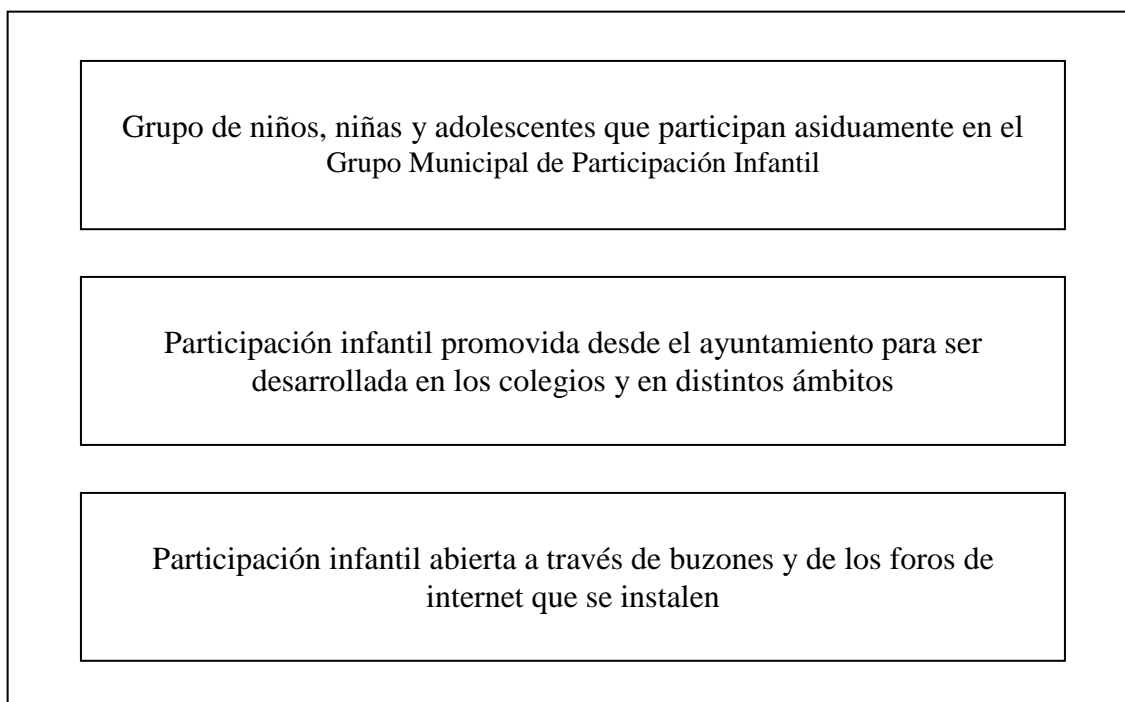 Grupo de niños, niñas y adolescentes que participan asiduamente en el
Grupo Municipal de Participación Infantil
Participación infantil promovida desde el ayuntamiento para ser
desarrollada en los colegios y en distintos ámbitos
Participación infantil abierta a través de buzones y de los foros de
internet que se instalen